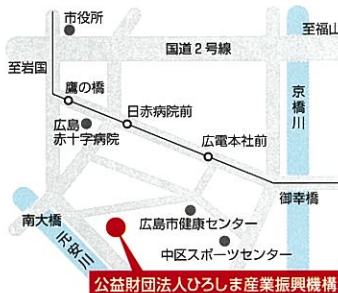 市役所
至福山
国道2号線
至岩国
鷹の橋
京橋川
日赤病院前
広島
赤十字病院
広電本社前
御幸橋
南大橋
元安川
広島市健康センター
中区スポーツセンター
公益財団法人ひろしま産業振興機構